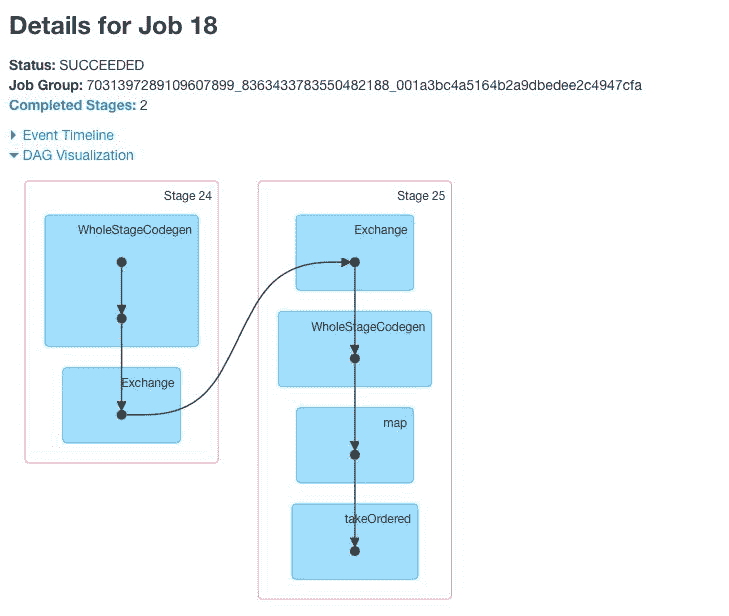 Details for Job 18
Status: SUCCEEDED
Job Group: 7031397289109607899_8363433783550482188_001a3bc4a5164b2a9dbedee2c4947cfa
Completed Stages: 2
Event Timeline
DAG Visualization
Stage 24
WholeStageCodegen
Exchange
Stage 25
Exchange
WholeStageCodegen
map
takeOrdered